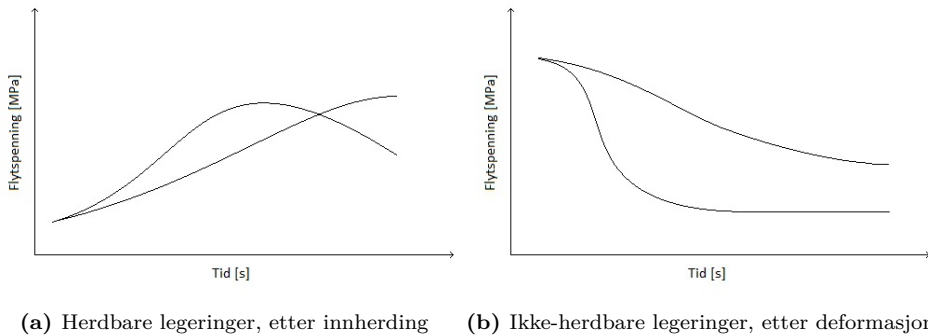 Flytspenning [MPa]
Tid [s]
Flytspenning [MPa]
Tid [s]
(a) Herdbare legeringer, etter innherding
(b) Ikke-herdbare legeringer, etter deformasjon